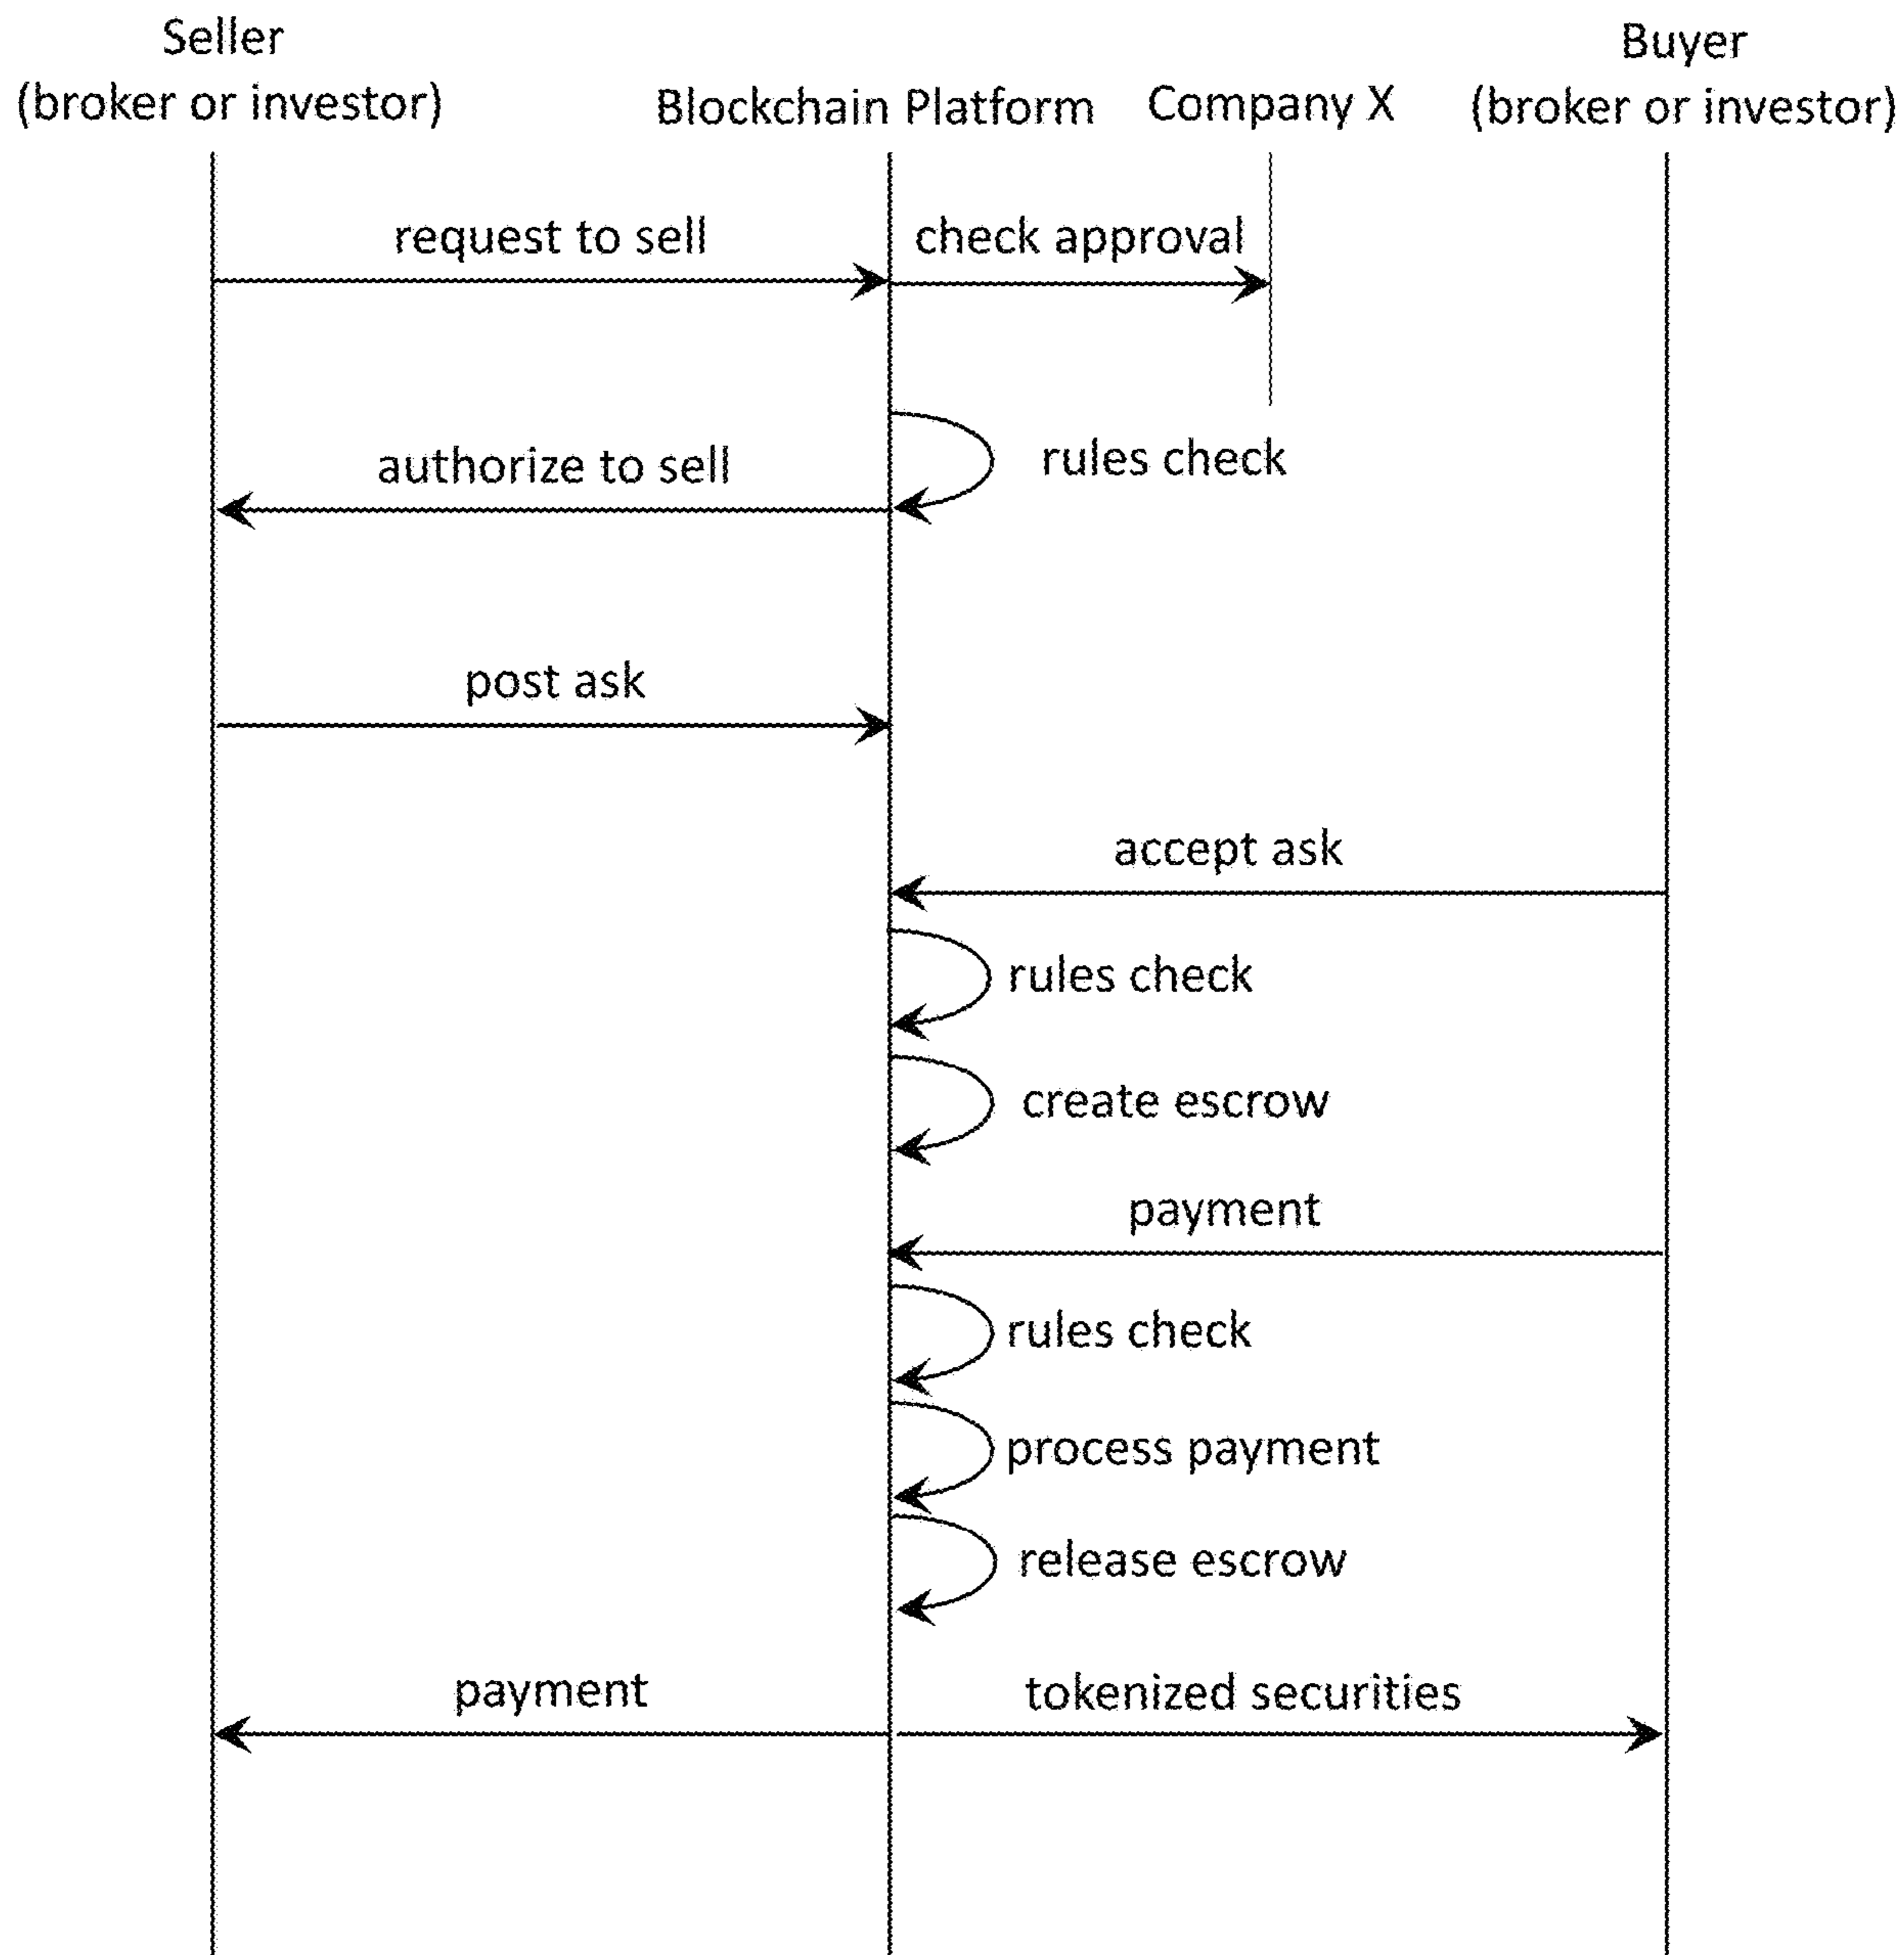 Seller
(broker or investor)
Blockchain Platform
Company X
Buyer
(broker or investor)
request to sell
check approval
rules check
authorize to sell
post ask
accept ask
rules check
create escrow
payment
rules check
process payment
release escrow
payment
tokenized securities